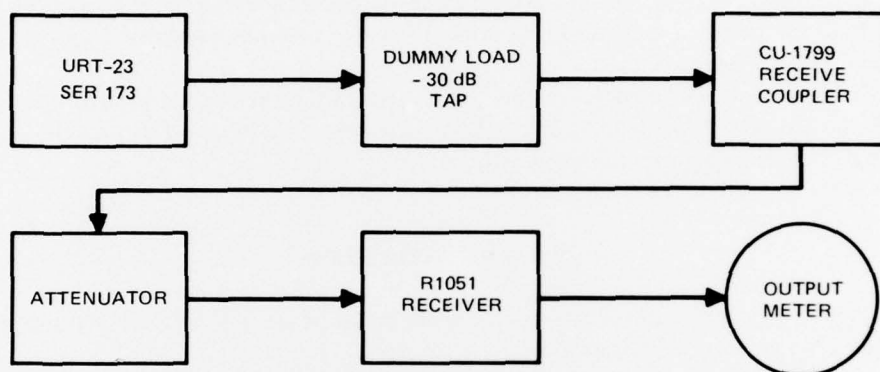 URT-23
SER 173
DUMMY LOAD
- 30 dB
TAP
CU-1799
RECEIVE
COUPLER
ATTENUATOR
R1051
RECEIVER
OUTPUT
METER